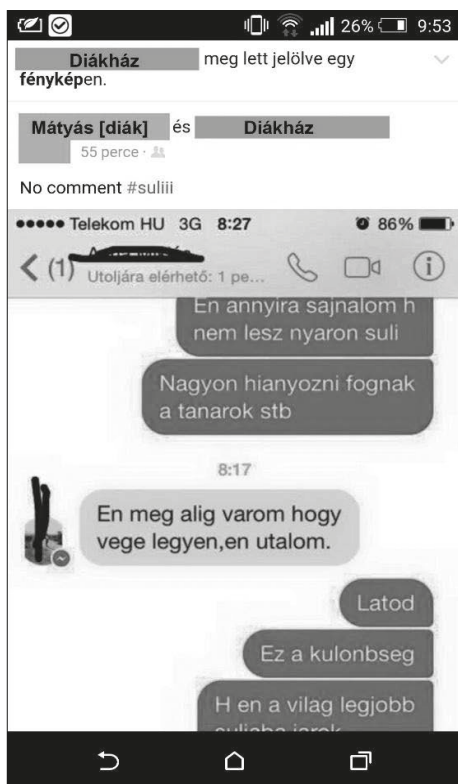 26% 9:53
Diákház meg lett jelölve egy
fényképen.
Mátyás [diák] és Diákház
55 perce ·
No comment #suliii
Telekom HU 3G 8:27 86%
(1)
Utoljára elérhető: 1 pe...
En annyira sajnalom h
nem lesz nyaron suli
Nagyon hianyozni fognak
a tanarok stb
8:17
En meg alig varom hogy
vege legyen,en utalom.
Latod
Ez a kulonbseg
H en a vilag legjobb
suliaba jarok